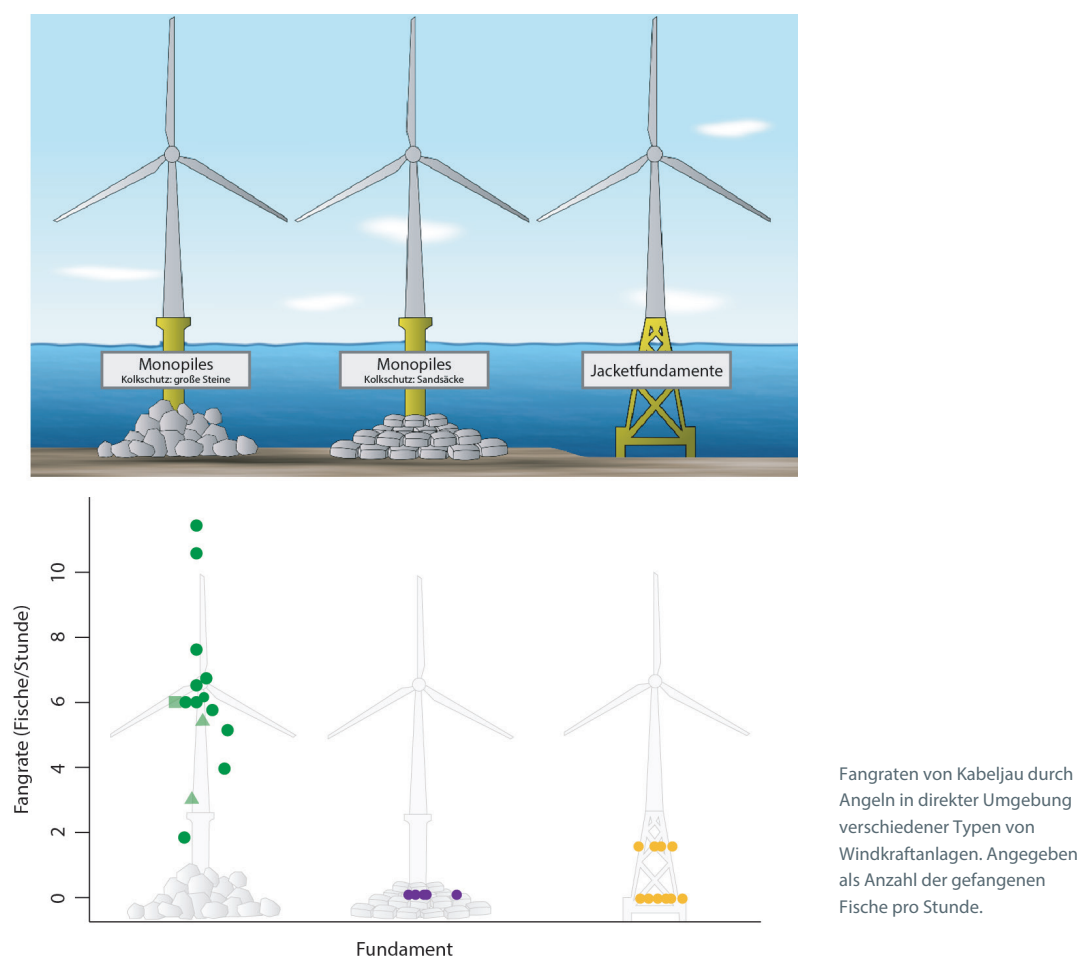 Monopiles
Kolkschutz: große Steine
Monopiles
Kolkschutz: Sandsäcke
Jacketfundamente
Fangrate (Fische/Stunde)
10
8
6
4
2
0
Fundament
Fangraten von Kabeljau durch
Angeln in direkter Umgebung
verschiedener Typen von
Windkraftanlagen. Angegeben
als Anzahl der gefangenen
Fische pro Stunde.